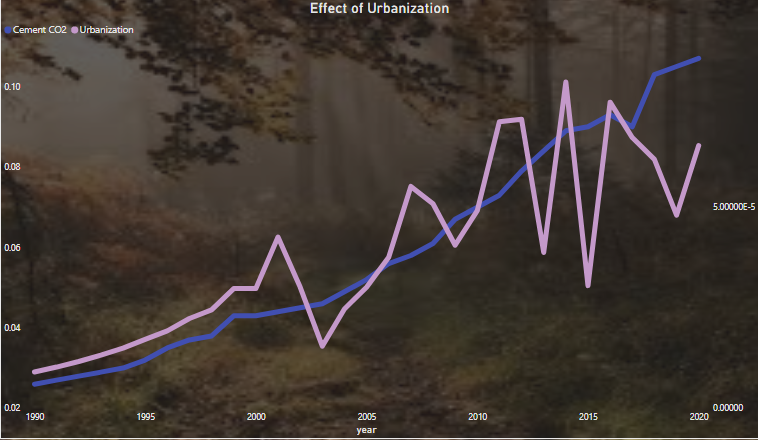 Effect of Urbanization
Cement CO2 Urbanization
0.10
0.08
0.06
0.04
0.02
5.00000E-5
0.00000
1990 1995 2000 2005 2010 2015 2020
year